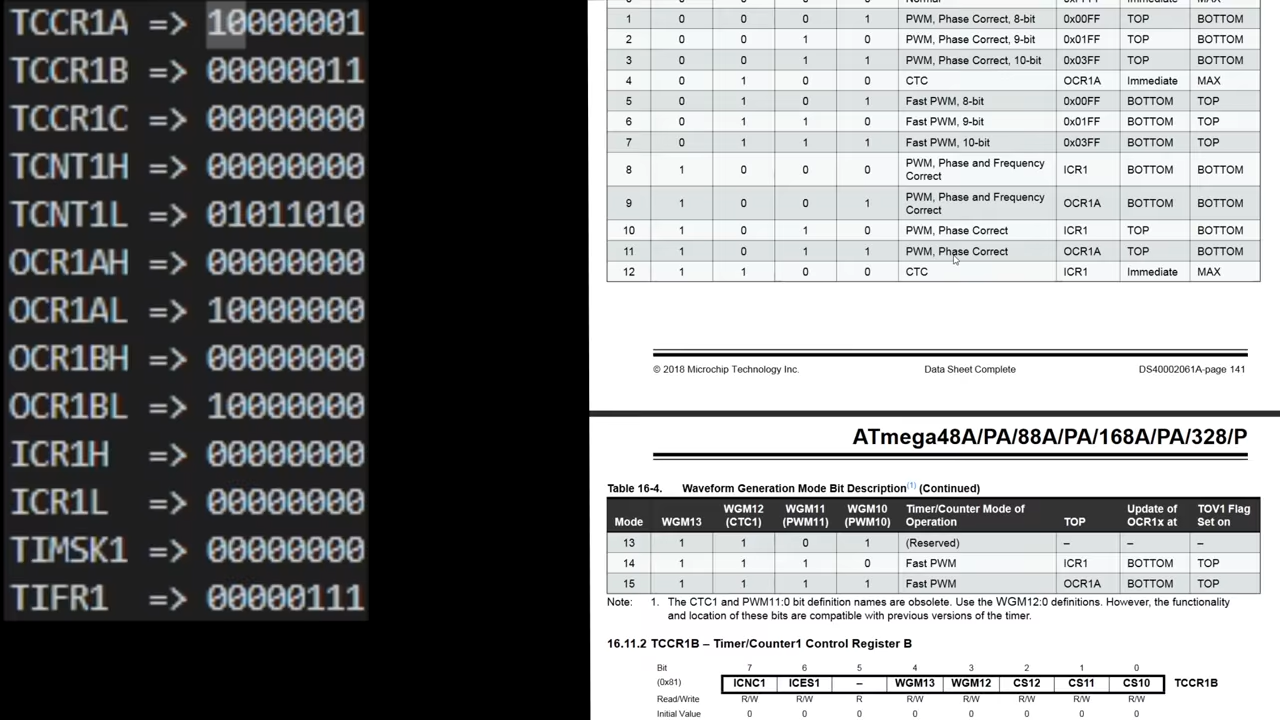 TCCR1A => 10000001
TCCR1B => 00000011
TCCR1C => 00000000
TCNT1H => 00000000
TCNT1L => 01011010
OCR1AH => 00000000
OCR1AL => 10000000
OCR1BH => 00000000
OCR1BL => 10000000
ICR1H => 00000000
ICR1L => 00000000
TIMSK1 => 00000000
TIFR1 => 00000111
1 0 0 0 1 PWM, Phase Correct, 8-bit 0x00FF TOP BOTTOM
2 0 0 1 0 PWM, Phase Correct, 9-bit 0x01FF TOP BOTTOM
3 0 0 1 1 PWM, Phase Correct, 10-bit 0x03FF TOP BOTTOM
4 0 1 0 0 CTC OCR1A Immediate MAX
5 0 1 0 1 Fast PWM, 8-bit 0x00FF BOTTOM TOP
6 0 1 1 0 Fast PWM, 9-bit 0x01FF BOTTOM TOP
7 0 1 1 1 Fast PWM, 10-bit 0x03FF BOTTOM TOP
8 1 0 0 0 PWM, Phase and Frequency Correct ICR1 BOTTOM BOTTOM
9 1 0 0 1 PWM, Phase and Frequency Correct OCR1A BOTTOM BOTTOM
10 1 0 1 0 PWM, Phase Correct ICR1 TOP BOTTOM
11 1 0 1 1 PWM, Phase Correct OCR1A TOP BOTTOM
12 1 1 0 0 CTC ICR1 Immediate MAX
© 2018 Microchip Technology Inc. Data Sheet Complete DS40002061A-page 141
ATmega48A/PA/88A/PA/168A/PA/328/P
Table 16-4. Waveform Generation Mode Bit Description(1) (Continued)
Mode WGM13 WGM12 (CTC1) WGM11 (PWM11) WGM10 (PWM10) Timer/Counter Mode of Operation TOP Update of OCR1x at TOV1 Flag Set on
13 1 1 0 1 (Reserved) – – –
14 1 1 1 0 Fast PWM ICR1 BOTTOM TOP
15 1 1 1 1 Fast PWM OCR1A BOTTOM TOP
Note: 1. The CTC1 and PWM11:0 bit definition names are obsolete. Use the WGM12:0 definitions. However, the functionality
and location of these bits are compatible with previous versions of the timer.
16.11.2 TCCR1B – Timer/Counter1 Control Register B
Bit 7 6 5 4 3 2 1 0
(0x81) ICNC1 ICES1 – WGM13 WGM12 CS12 CS11 CS10 TCCR1B
Read/Write R/W R/W R R/W R/W R/W R/W R/W
Initial Value 0 0 0 0 0 0 0 0